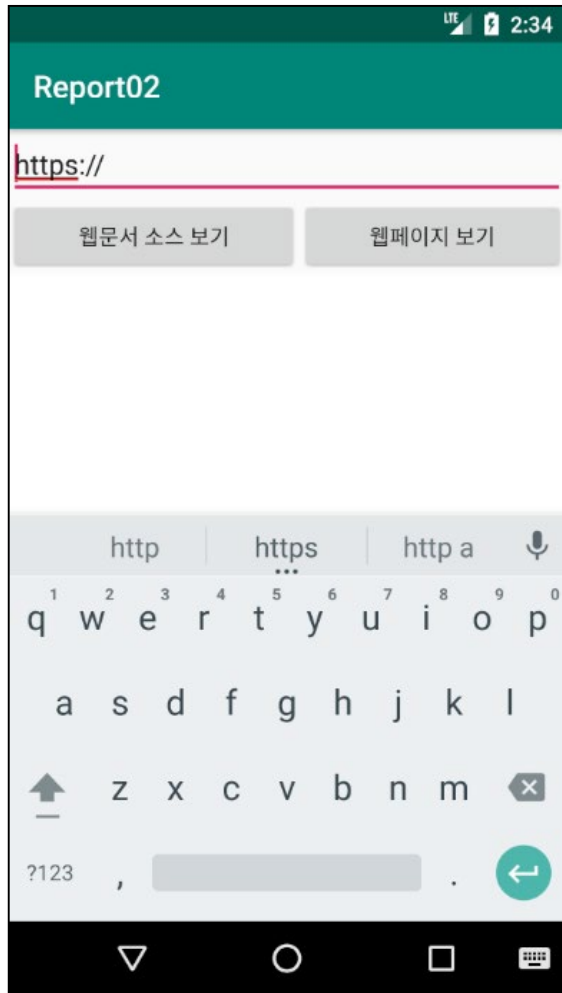 LTE 2:34
Report02
https://
웹문서 소스 보기 웹페이지 보기
http https http a
1 2 3 4 5 6 7 8 9 0
q w e r t y u i o p
a s d f g h j k l
z x c v b n m
?123 , .